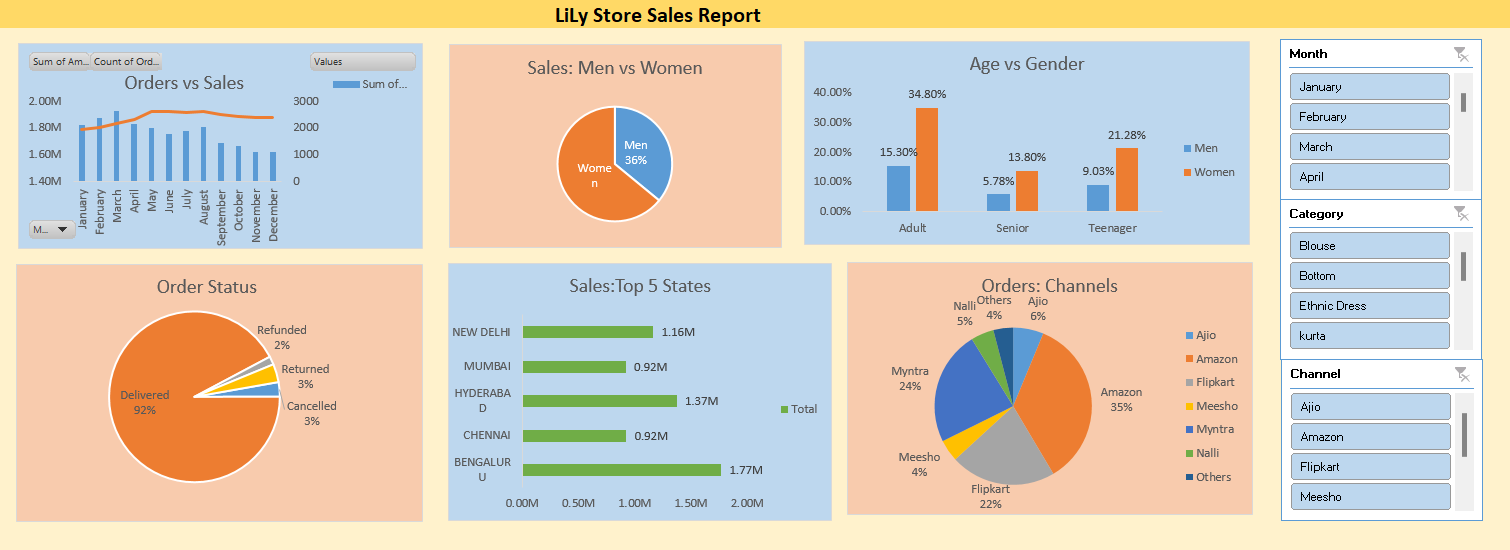 LiLy Store Sales Report
Sum of Am...
Count of Ord...
Values
Orders vs Sales
Sum of...
2.00M
1.80M
1.60M
1.40M
3000
2000
1000
0
January
February
March
April
May
June
July
August
September
October
November
December
M...
Sales: Men vs Women
Men
36%
Wome
n
Age vs Gender
40.00%
30.00%
20.00%
10.00%
0.00%
15.30%
34.80%
5.78%
13.80%
9.03%
21.28%
Adult
Senior
Teenager
Men
Women
Order Status
Refunded
2%
Returned
3%
Cancelled
3%
Delivered
92%
Sales:Top 5 States
NEW DELHI
1.16M
MUMBAI
0.92M
HYDERABA
D
1.37M
CHENNAI
0.92M
BENGALUR
U
1.77M
0.00M
0.50M
1.00M
1.50M
2.00M
Total
Orders: Channels
Ajio
6%
Amazon
35%
Flipkart
22%
Meesho
4%
Myntra
24%
Nalli
5%
Others
4%
Ajio
Amazon
Flipkart
Meesho
Myntra
Nalli
Others
Month
January
February
March
April
Category
Blouse
Bottom
Ethnic Dress
kurta
Channel
Ajio
Amazon
Flipkart
Meesho